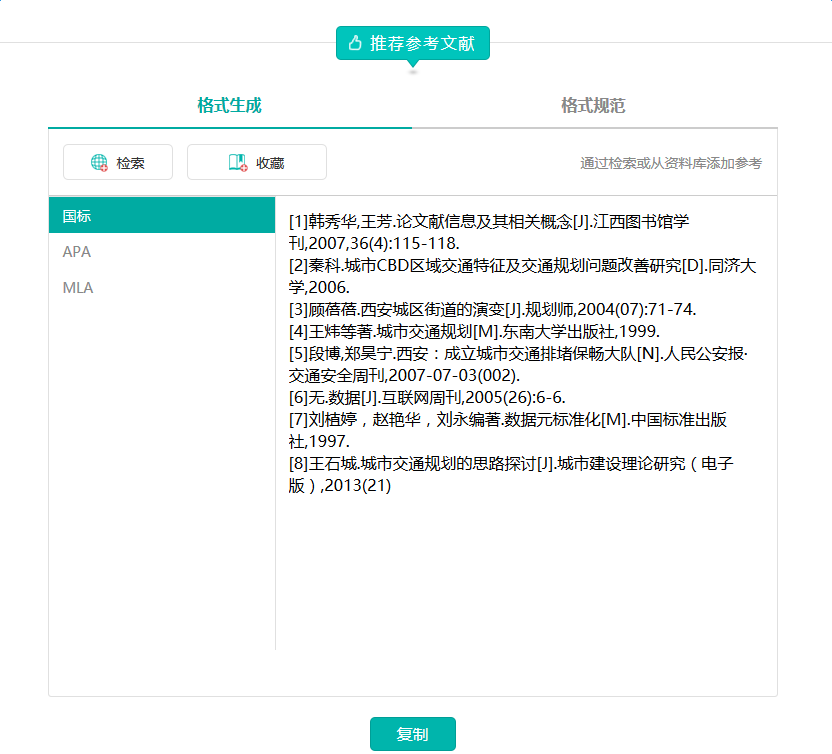 推荐参考文献
格式生成
格式规范
检索
收藏
通过检索或从资料库添加参考
国标
APA
MLA
[1]韩秀华,王芳.论文献信息及其相关概念[J].江西图书馆学
刊,2007,36(4):115-118.
[2]秦科.城市CBD区域交通特征及交通规划问题改善研究[D].同济大
学,2006.
[3]顾蓓蓓.西安城区街道的演变[J].规划师,2004(07):71-74.
[4]王炜等著.城市交通规划[M].东南大学出版社,1999.
[5]段博,郑昊宁.西安：成立城市交通排堵保畅大队[N].人民公安报·
交通安全周刊,2007-07-03(002).
[6]无.数据[J].互联网周刊,2005(26):6-6.
[7]刘植婷，赵艳华，刘永编著.数据元标准化[M].中国标准出版
社,1997.
[8]王石城.城市交通规划的思路探讨[J].城市建设理论研究（电子
版）,2013(21)
复制